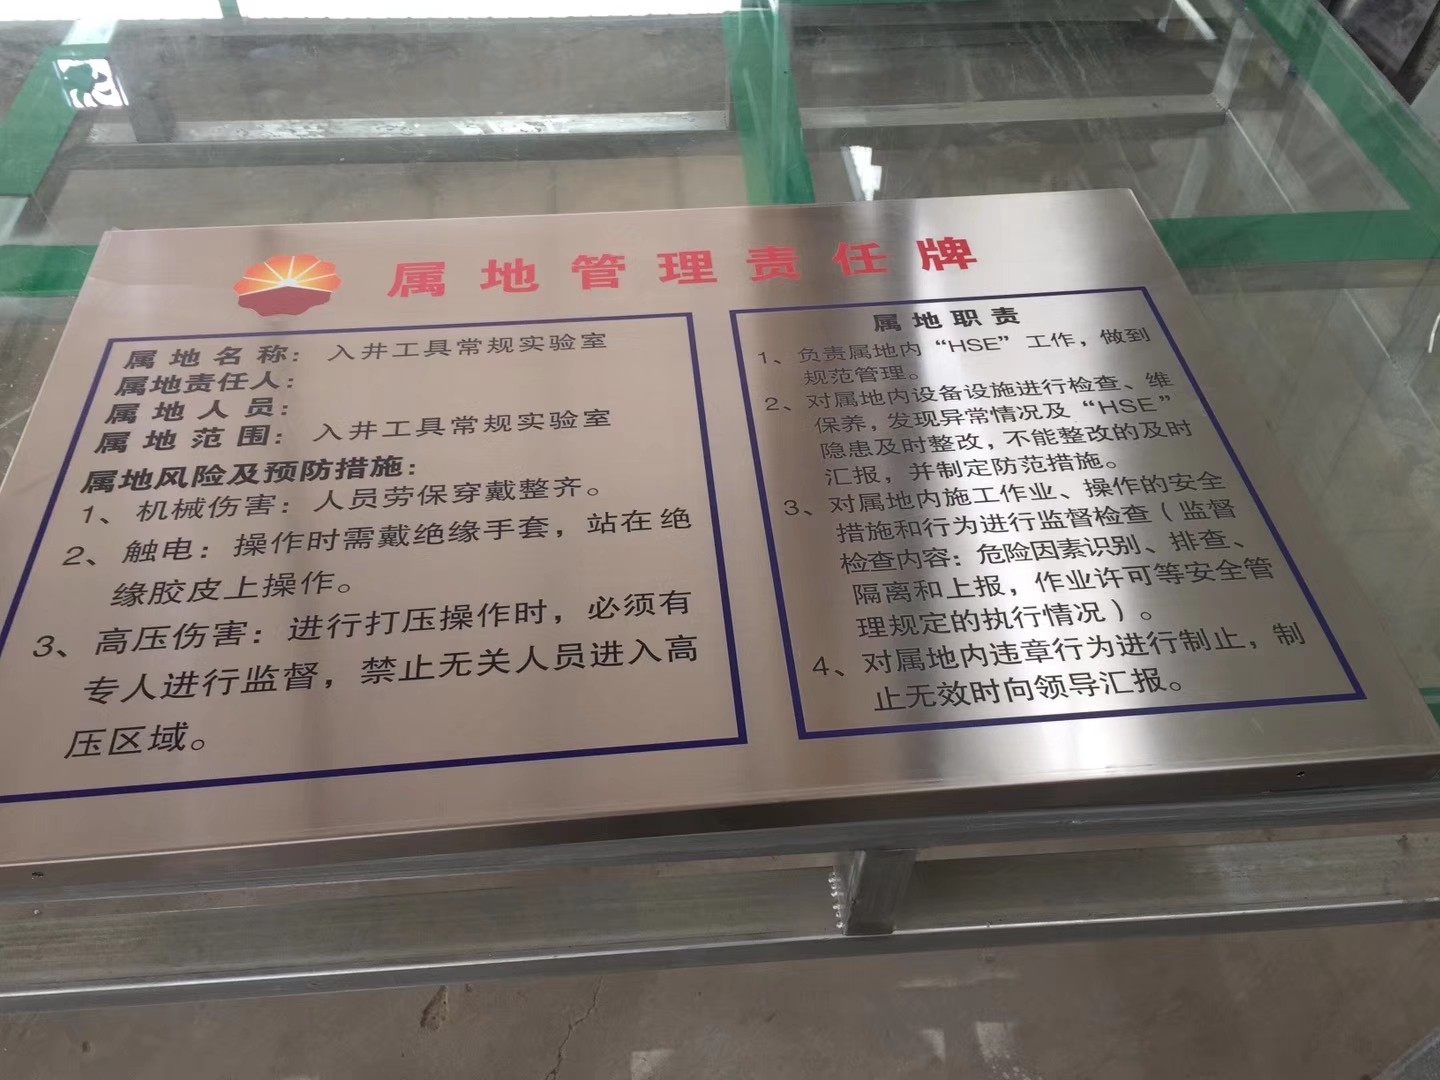 属地管理责任牌
属地名称：入井工具常规实验室
属地责任人：
属地人员：
属地范围：入井工具常规实验室
属地风险及预防措施：
1、机械伤害：人员劳保穿戴整齐。
2、触电：操作时需戴绝缘手套，站在绝
缘胶皮上操作。
3、高压伤害：进行打压操作时，必须有
专人进行监督，禁止无关人员进入高
压区域。
属地职责
1、负责属地内“HSE”工作，做到
规范管理。
2、对属地内设备设施进行检查、维
保养，发现异常情况及“HSE”
隐患及时整改，不能整改的及时
汇报，并制定防范措施。
3、对属地内施工作业、操作的安全
措施和行为进行监督检查（监督
检查内容：危险因素识别、排查、
隔离和上报，作业许可等安全管
理规定的执行情况）。
4、对属地内违章行为进行制止，制
止无效时向领导汇报。